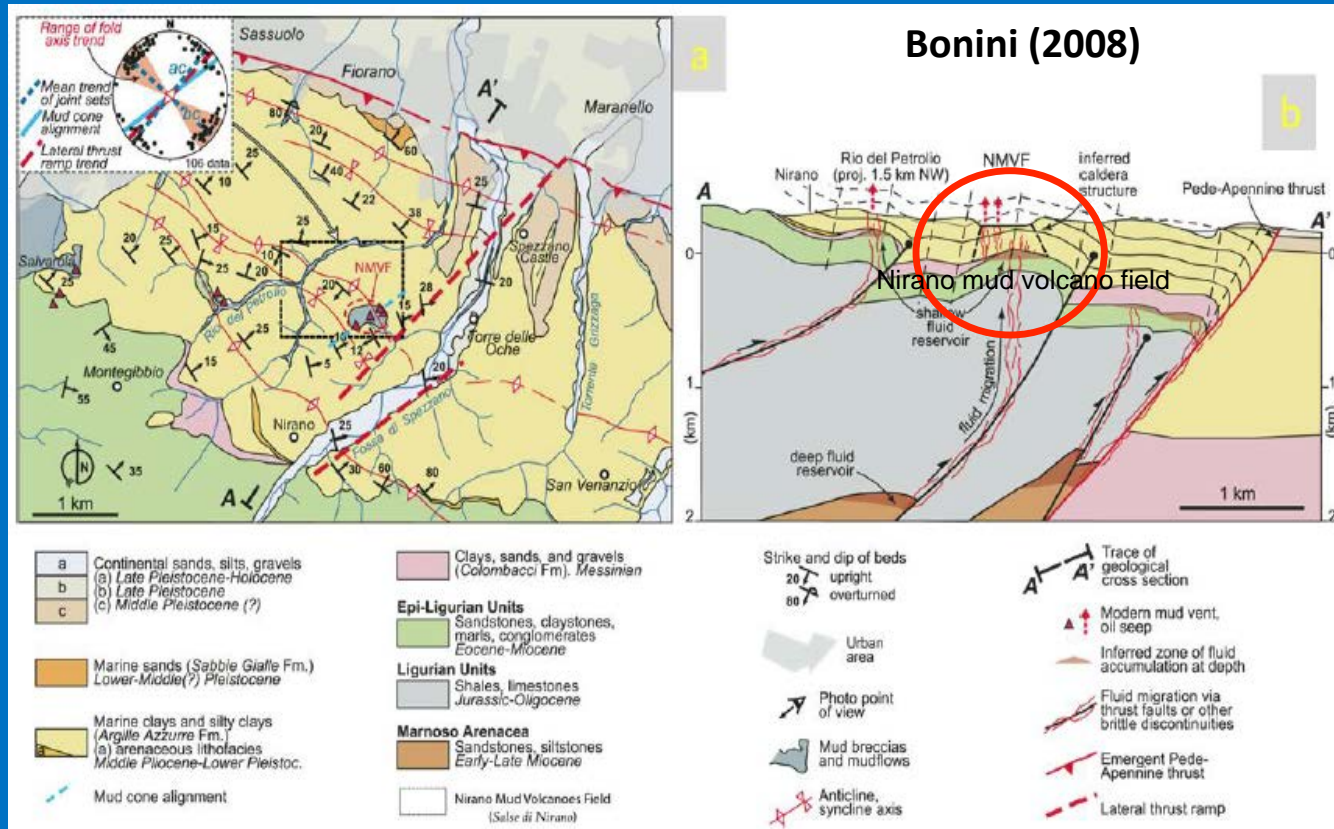 Bonini (2008)
a
b
Range of fold
axis trend
N
ac
bc
Mean trend
of joint sets
Mud cone
alignment
Lateral thrust
ramp trend
106 data
Sassuolo
Fiorano
A'
Maranello
80
20
25
60
25
10
40
22
25
38
20
20
15
10
25
20
NMVF
Spezzano
Castle
Salvarola
25
Rio del Petrolio
28
15
20
Torre delle
Oche
Torrente Grizzaga
45
25
15
12
5
Montegibbio
55
Nirano
20
25
Fossa di Spezzano
N
35
30
60
80
San Venanzio
A
1 km
Rio del Petrolio
(proj. 1.5 km NW)
NMVF
inferred
caldera
structure
Nirano
Pede-Apennine thrust
A
A'
0
0
Nirano mud volcano field
shallow
fluid
reservoir
fluid migration
1
(km)
1
(km)
deep fluid
reservoir
1 km
2
2
a
b
c
Continental sands, silts, gravels
(a) Late Pleistocene-Holocene
(b) Late Pleistocene
(c) Middle Pleistocene (?)
Marine sands (Sabbie Gialle Fm.)
Lower-Middle(?) Pleistocene
Marine clays and silty clays
(Argille Azzurre Fm.)
(a) arenaceous lithofacies
Middle Pliocene-Lower Pleistoc.
a
Mud cone alignment
Clays, sands, and gravels
(Colombacci Fm). Messinian
Epi-Ligurian Units
Sandstones, claystones,
marls, conglomerates
Eocene-Miocene
Ligurian Units
Shales, limestones
Jurassic-Oligocene
Marnoso Arenacea
Sandstones, siltstones
Early-Late Miocene
Nirano Mud Volcanoes Field
(Salse di Nirano)
Strike and dip of beds
20 upright
80 overturned
Urban
area
Photo point
of view
Mud breccias
and mudflows
Anticline,
syncline axis
A A' Trace of
geological
cross section
Modern mud vent,
oil seep
Inferred zone of fluid
accumulation at depth
Fluid migration via
thrust faults or other
brittle discontinuities
Emergent Pede-
Apennine thrust
Lateral thrust ramp